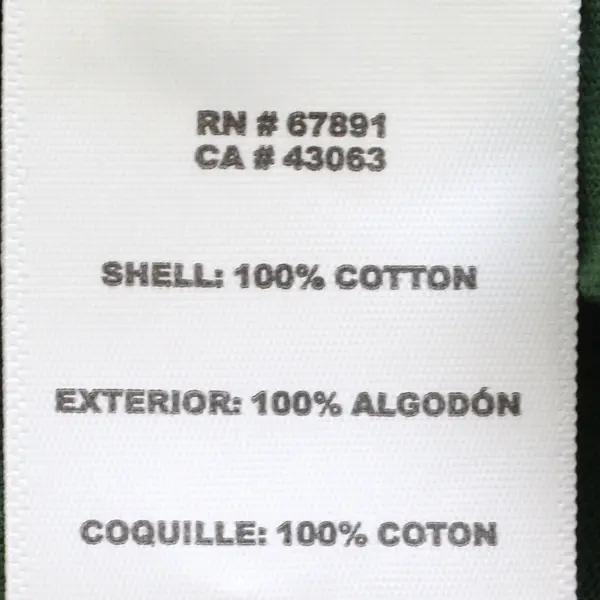 RN # 67891
CA # 43063
SHELL: 100% COTTON
EXTERIOR: 100% ALGODÓN
COQUILLE: 100% COTON